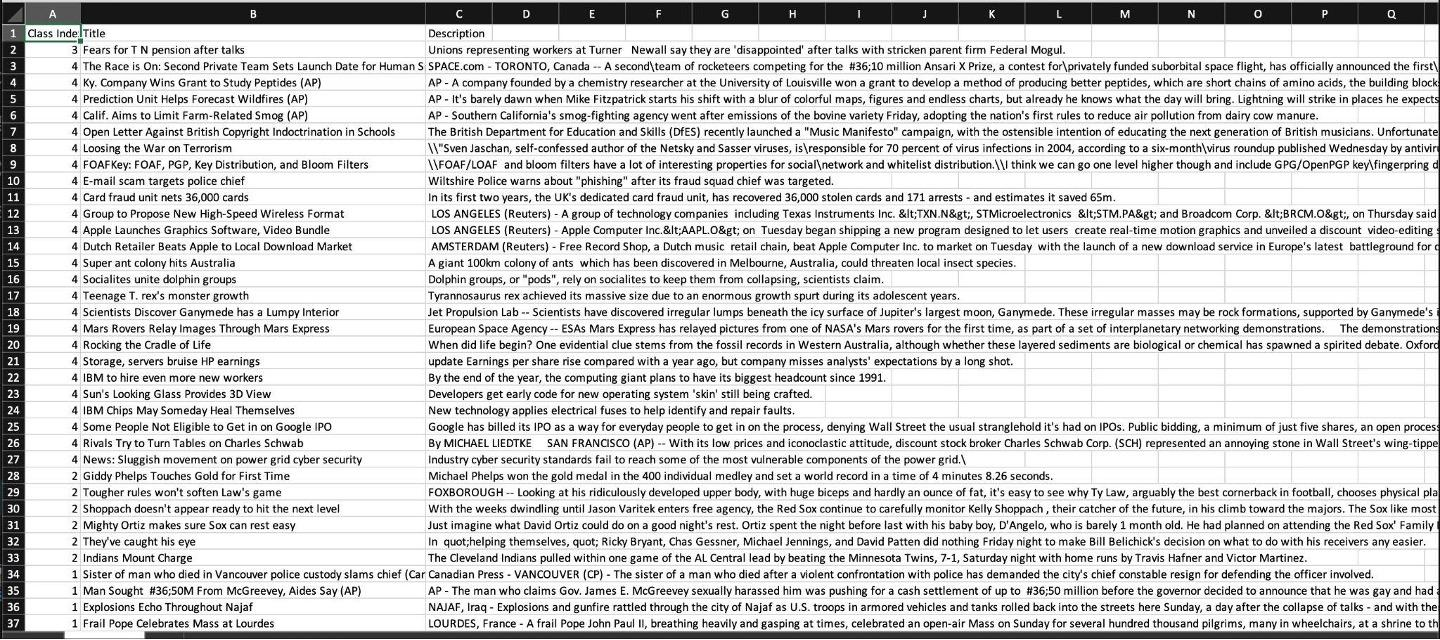 A B C D E F G H I J K L M N O P Q
1 Class Inde Title Description
2 3 Fears for T N pension after talks Unions representing workers at Turner Newall say they are 'disappointed' after talks with stricken parent firm Federal Mogul.
3 4 The Race is On: Second Private Team Sets Launch Date for Human S SPACE.com - TORONTO, Canada -- A second\team of rocketeers competing for the #36;10 million Ansari X Prize, a contest for\privately funded suborbital space flight, has officially announced the first\
4 4 Ky. Company Wins Grant to Study Peptides (AP) AP - A company founded by a chemistry researcher at the University of Louisville won a grant to develop a method of producing better peptides, which are short chains of amino acids, the building block
5 4 Prediction Unit Helps Forecast Wildfires (AP) AP - It's barely dawn when Mike Fitzpatrick starts his shift with a blur of colorful maps, figures and endless charts, but already he knows what the day will bring. Lightning will strike in places he expects
6 4 Calif. Aims to Limit Farm-Related Smog (AP) AP - Southern California's smog-fighting agency went after emissions of the bovine variety Friday, adopting the nation's first rules to reduce air pollution from dairy cow manure.
7 4 Open Letter Against British Copyright Indoctrination in Schools The British Department for Education and Skills (DfES) recently launched a "Music Manifesto" campaign, with the ostensible intention of educating the next generation of British musicians. Unfortunate
8 4 Loosing the War on Terrorism \\"Sven Jaschan, self-confessed author of the Netsky and Sasser viruses, is\responsible for 70 percent of virus infections in 2004, according to a six-month\virus roundup published Wednesday by antivir
9 4 FOAFKey: FOAF, PGP, Key Distribution, and Bloom Filters \\FOAF/LOAF and bloom filters have a lot of interesting properties for social\network and whitelist distribution.\\I think we can go one level higher though and include GPG/OpenPGP key\fingerpring d
10 4 E-mail scam targets police chief Wiltshire Police warns about "phishing" after its fraud squad chief was targeted.
11 4 Card fraud unit nets 36,000 cards In its first two years, the UK's dedicated card fraud unit, has recovered 36,000 stolen cards and 171 arrests - and estimates it saved 65m.
12 4 Group to Propose New High-Speed Wireless Format LOS ANGELES (Reuters) - A group of technology companies including Texas Instruments Inc. &lt;TXN.N&gt;, STMicroelectronics &lt;STM.PA&gt; and Broadcom Corp. &lt;BRCM.O&gt;, on Thursday said
13 4 Apple Launches Graphics Software, Video Bundle LOS ANGELES (Reuters) - Apple Computer Inc.&lt;AAPL.O&gt; on Tuesday began shipping a new program designed to let users create real-time motion graphics and unveiled a discount video-editing s
14 4 Dutch Retailer Beats Apple to Local Download Market AMSTERDAM (Reuters) - Free Record Shop, a Dutch music retail chain, beat Apple Computer Inc. to market on Tuesday with the launch of a new download service in Europe's latest battleground for d
15 4 Super ant colony hits Australia A giant 100km colony of ants which has been discovered in Melbourne, Australia, could threaten local insect species.
16 4 Socialites unite dolphin groups Dolphin groups, or "pods", rely on socialites to keep them from collapsing, scientists claim.
17 4 Teenage T. rex's monster growth Tyrannosaurus rex achieved its massive size due to an enormous growth spurt during its adolescent years.
18 4 Scientists Discover Ganymede has a Lumpy Interior Jet Propulsion Lab -- Scientists have discovered irregular lumps beneath the icy surface of Jupiter's largest moon, Ganymede. These irregular masses may be rock formations, supported by Ganymede's i
19 4 Mars Rovers Relay Images Through Mars Express European Space Agency -- ESAs Mars Express has relayed pictures from one of NASA's Mars rovers for the first time, as part of a set of interplanetary networking demonstrations. The demonstrations
20 4 Rocking the Cradle of Life When did life begin? One evidential clue stems from the fossil records in Western Australia, although whether these layered sediments are biological or chemical has spawned a spirited debate. Oxford
21 4 Storage, servers bruise HP earnings update Earnings per share rise compared with a year ago, but company misses analysts' expectations by a long shot.
22 4 IBM to hire even more new workers By the end of the year, the computing giant plans to have its biggest headcount since 1991.
23 4 Sun's Looking Glass Provides 3D View Developers get early code for new operating system 'skin' still being crafted.
24 4 IBM Chips May Someday Heal Themselves New technology applies electrical fuses to help identify and repair faults.
25 4 Some People Not Eligible to Get in on Google IPO Google has billed its IPO as a way for everyday people to get in on the process, denying Wall Street the usual stranglehold it's had on IPOs. Public bidding, a minimum of just five shares, an open process
26 4 Rivals Try to Turn Tables on Charles Schwab By MICHAEL LIEDTKE SAN FRANCISCO (AP) -- With its low prices and iconoclastic attitude, discount stock broker Charles Schwab Corp. (SCH) represented an annoying stone in Wall Street's wing-tippe
27 4 News: Sluggish movement on power grid cyber security Industry cyber security standards fail to reach some of the most vulnerable components of the power grid.\
28 2 Giddy Phelps Touches Gold for First Time Michael Phelps won the gold medal in the 400 individual medley and set a world record in a time of 4 minutes 8.26 seconds.
29 2 Tougher rules won't soften Law's game FOXBOROUGH -- Looking at his ridiculously developed upper body, with huge biceps and hardly an ounce of fat, it's easy to see why Ty Law, arguably the best cornerback in football, chooses physical pla
30 2 Shoppach doesn't appear ready to hit the next level With the weeks dwindling until Jason Varitek enters free agency, the Red Sox continue to carefully monitor Kelly Shoppach , their catcher of the future, in his climb toward the majors. The Sox like most
31 2 Mighty Ortiz makes sure Sox can rest easy Just imagine what David Ortiz could do on a good night's rest. Ortiz spent the night before last with his baby boy, D'Angelo, who is barely 1 month old. He had planned on attending the Red Sox' Family I
32 2 They've caught his eye In quot;helping themselves, quot; Ricky Bryant, Chas Gessner, Michael Jennings, and David Patten did nothing Friday night to make Bill Belichick's decision on what to do with his receivers any easier.
33 2 Indians Mount Charge The Cleveland Indians pulled within one game of the AL Central lead by beating the Minnesota Twins, 7-1, Saturday night with home runs by Travis Hafner and Victor Martinez.
34 1 Sister of man who died in Vancouver police custody slams chief (Can Canadian Press - VANCOUVER (CP) - The sister of a man who died after a violent confrontation with police has demanded the city's chief constable resign for defending the officer involved.
35 1 Man Sought #36;50M From McGreevey, Aides Say (AP) AP - The man who claims Gov. James E. McGreevey sexually harassed him was pushing for a cash settlement of up to #36;50 million before the governor decided to announce that he was gay and had a
36 1 Explosions Echo Throughout Najaf NAJAF, Iraq - Explosions and gunfire rattled through the city of Najaf as U.S. troops in armored vehicles and tanks rolled back into the streets here Sunday, a day after the collapse of talks - and with the
37 1 Frail Pope Celebrates Mass at Lourdes LOURDES, France - A frail Pope John Paul II, breathing heavily and gasping at times, celebrated an open-air Mass on Sunday for several hundred thousand pilgrims, many in wheelchairs, at a shrine to th